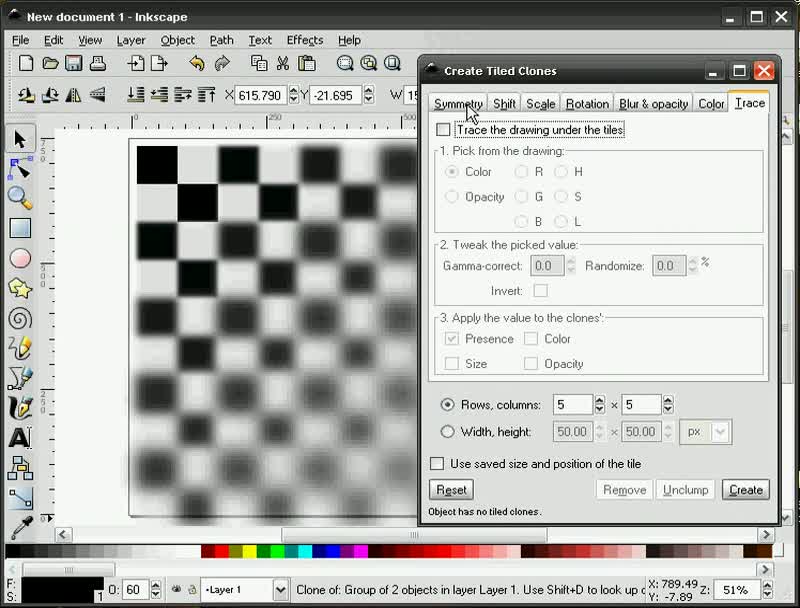 New document 1 - Inkscape
File Edit View Layer Object Path Text Effects Help
X 615.790 Y -21.695 W 15
Create Tiled Clones
Symmetry Shift Scale Rotation Blur & opacity Color Trace
Trace the drawing under the tiles
1. Pick from the drawing:
Color R H
Opacity G S
B L
2. Tweak the picked value:
Gamma-correct: 0.0 Randomize: 0.0 %
Invert:
3. Apply the value to the clones':
Presence Color
Size Opacity
Rows, columns: 5 × 5
Width, height: 50.00 × 50.00 px
Use saved size and position of the tile
Reset Remove Unclump Create
Object has no tiled clones.
F:
S: 1 O: 60 Layer 1 Clone of: Group of 2 objects in layer Layer 1. Use Shift+D to look up X: 789.49 Y: -7.89 Z: 51%